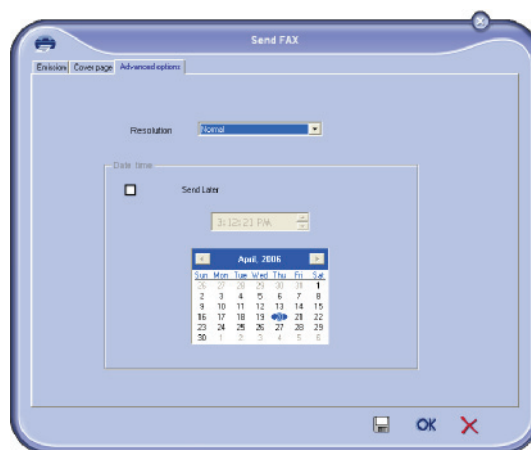 Send FAX
Emission Cover page Advanced options
Resolution Normal
Date time
Send Later
3:12:21 PM
April, 2006
Sun Mon Tue Wed Thu Fri Sat
26 27 28 29 30 31 1
2 3 4 5 6 7 8
9 10 11 12 13 14 15
16 17 18 19 20 21 22
23 24 25 26 27 28 29
30 1 2 3 4 5 6
OK